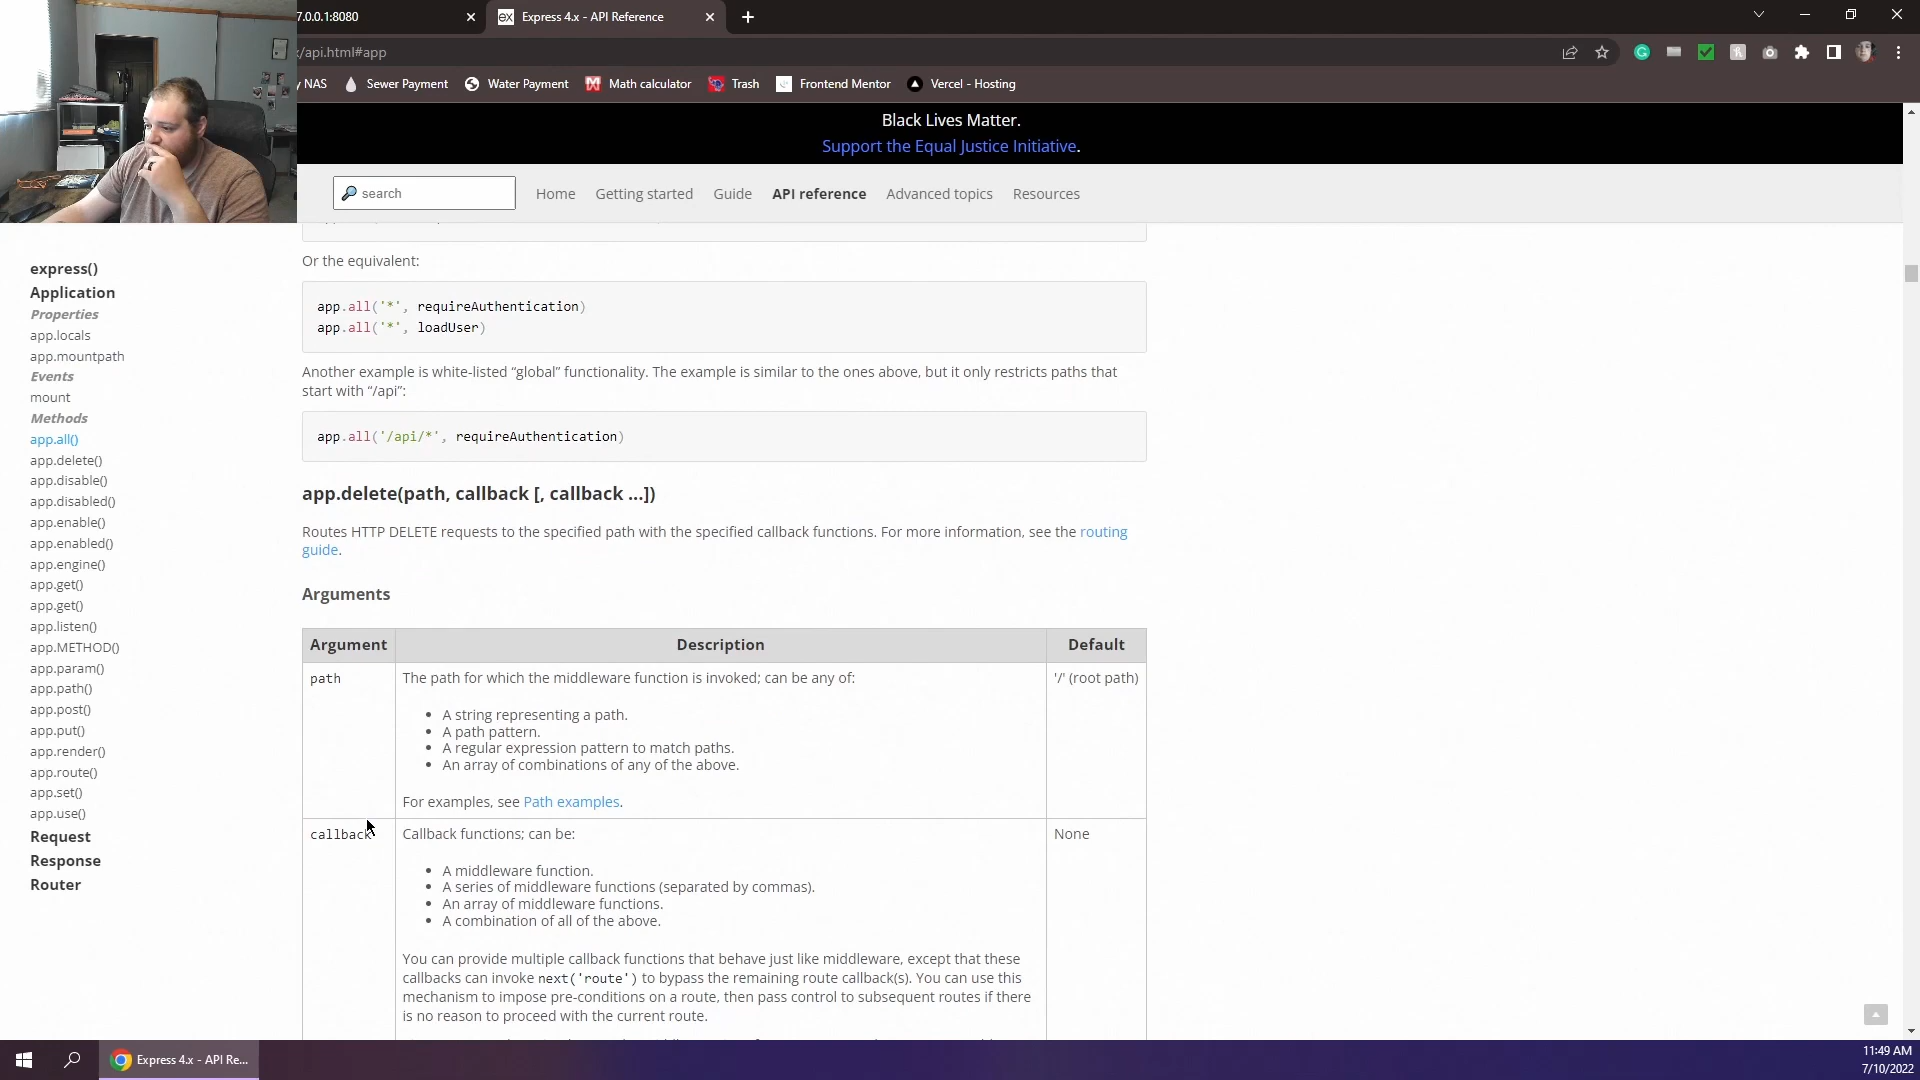 7.0.0.1:8080
Express 4.x - API Reference
:/api.html#app
y NAS
Sewer Payment
Water Payment
Math calculator
Trash
Frontend Mentor
Vercel - Hosting
Black Lives Matter.
Support the Equal Justice Initiative.
search
Home
Getting started
Guide
API reference
Advanced topics
Resources
express()
Application
Properties
app.locals
app.mountpath
Events
mount
Methods
app.all()
app.delete()
app.disable()
app.disabled()
app.enable()
app.enabled()
app.engine()
app.get()
app.get()
app.listen()
app.METHOD()
app.param()
app.path()
app.post()
app.put()
app.render()
app.route()
app.set()
app.use()
Request
Response
Router
Or the equivalent:
app.all('*', requireAuthentication)
app.all('*', loadUser)
Another example is white-listed “global” functionality. The example is similar to the ones above, but it only restricts paths that
start with “/api”:
app.all('/api/*', requireAuthentication)
app.delete(path, callback [, callback ...])
Routes HTTP DELETE requests to the specified path with the specified callback functions. For more information, see the routing
guide.
Arguments
Argument Description Default
path The path for which the middleware function is invoked; can be any of: '/' (root path)
• A string representing a path.
• A path pattern.
• A regular expression pattern to match paths.
• An array of combinations of any of the above.
For examples, see Path examples.
callback Callback functions; can be: None
• A middleware function.
• A series of middleware functions (separated by commas).
• An array of middleware functions.
• A combination of all of the above.
You can provide multiple callback functions that behave just like middleware, except that these
callbacks can invoke next('route') to bypass the remaining route callback(s). You can use this
mechanism to impose pre-conditions on a route, then pass control to subsequent routes if there
is no reason to proceed with the current route.
Express 4.x - API Re...
11:49 AM
7/10/2022